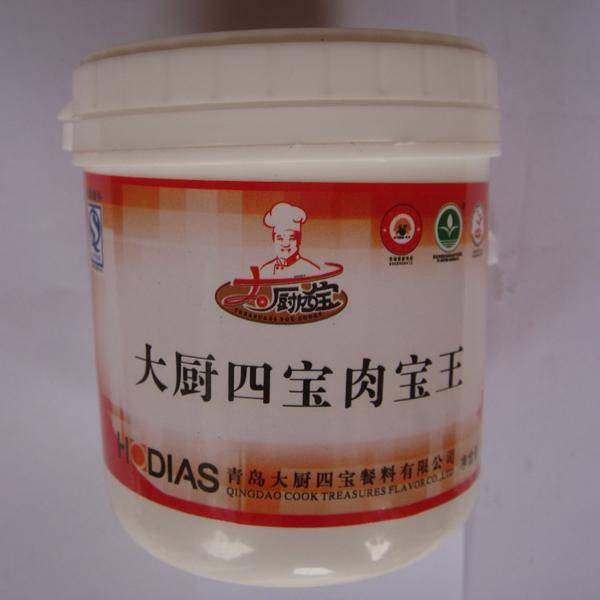 大厨四宝
TREASURES FOR COOKS
大厨四宝肉宝王
HODIAS
青岛大厨四宝餐料有限公司
QINGDAO COOK TREASURES FLAVOR CO.,LTD